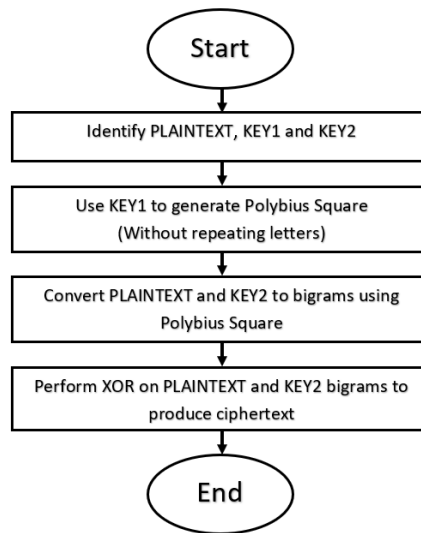 Start
Identify PLAINTEXT, KEY1 and KEY2
Use KEY1 to generate Polybius Square
(Without repeating letters)
Convert PLAINTEXT and KEY2 to bigrams using
Polybius Square
Perform XOR on PLAINTEXT and KEY2 bigrams to
produce ciphertext
End